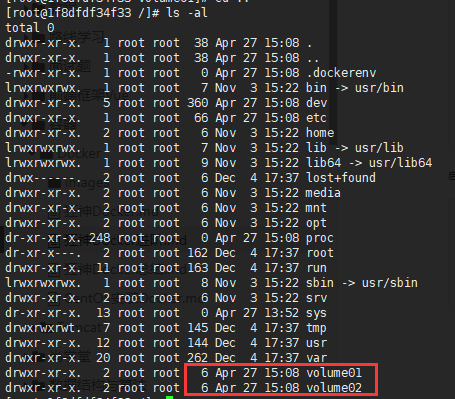 [root@1f8dfdf34f33 /]# ls -al
total 0
drwxr-xr-x.   1 root root  38 Apr 27 15:08 .
drwxr-xr-x.   1 root root  38 Apr 27 15:08 ..
-rwxr-xr-x.   1 root root   0 Apr 27 15:08 .dockerenv
lrwxrwxrwx.   1 root root   7 Nov  3 15:22 bin -> usr/bin
drwxr-xr-x.   5 root root 360 Apr 27 15:08 dev
drwxr-xr-x.   1 root root  66 Apr 27 15:08 etc
drwxr-xr-x.   2 root root   6 Nov  3 15:22 home
lrwxrwxrwx.   1 root root   7 Nov  3 15:22 lib -> usr/lib
lrwxrwxrwx.   1 root root   9 Nov  3 15:22 lib64 -> usr/lib64
drwx------.   2 root root   6 Dec  4 17:37 lost+found
drwxr-xr-x.   2 root root   6 Nov  3 15:22 media
drwxr-xr-x.   2 root root   6 Nov  3 15:22 mnt
drwxr-xr-x.   2 root root   6 Nov  3 15:22 opt
dr-xr-xr-x. 248 root root   0 Apr 27 15:08 proc
dr-xr-x---.   2 root root 162 Dec  4 17:37 root
drwxr-xr-x.  11 root root 163 Dec  4 17:37 run
lrwxrwxrwx.   1 root root   8 Nov  3 15:22 sbin -> usr/sbin
drwxr-xr-x.   2 root root   6 Nov  3 15:22 srv
dr-xr-xr-x.  13 root root   0 Apr 27 13:52 sys
drwxrwxrwt.   7 root root 145 Dec  4 17:37 tmp
drwxr-xr-x.  12 root root 144 Dec  4 17:37 usr
drwxr-xr-x.  20 root root 262 Dec  4 17:37 var
drwxr-xr-x.   2 root root   6 Apr 27 15:08 volume01
drwxr-xr-x.   2 root root   6 Apr 27 15:08 volume02